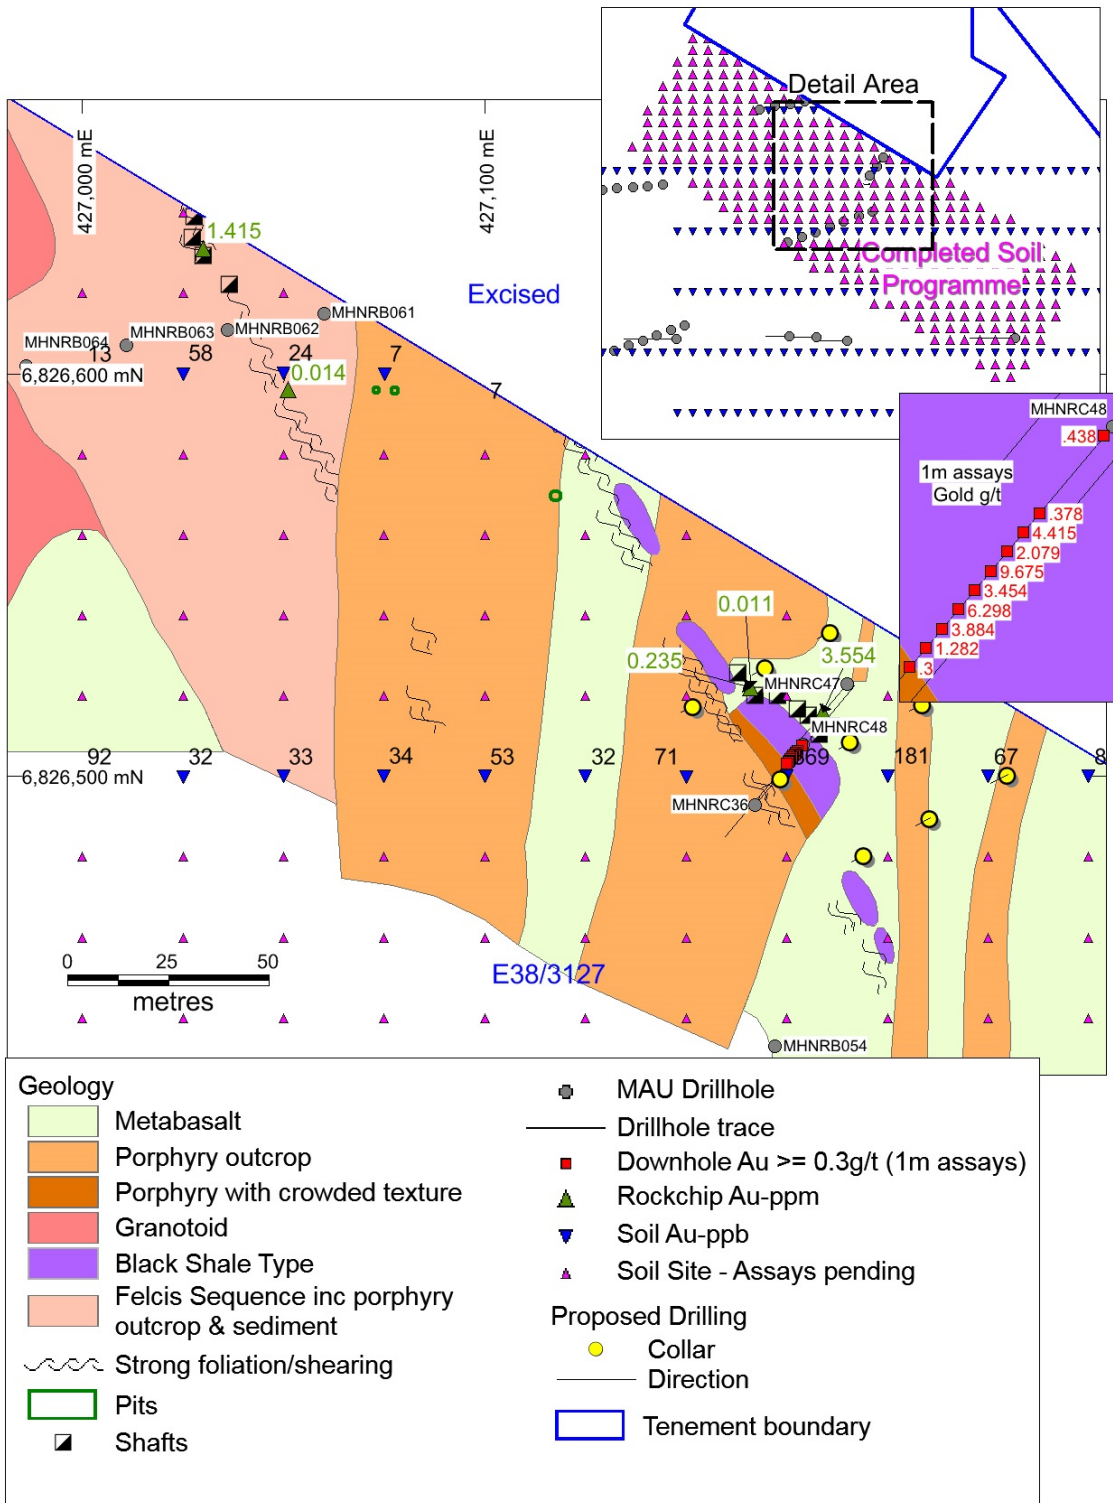 Detail Area
Completed Soil
Programme
427,000 mE
427,100 mE
1.415
Excised
MHNRB061
MHNRB062
MHNRB063
MHNRB064
13
58
24
7
6,826,600 mN
0.014
7
MHNRC48
.438
1m assays
Gold g/t
.378
4.415
2.079
9.675
3.454
6.298
3.884
1.282
.3
0.011
0.235
3.554
MHNRC47
MHNRC48
92
32
33
34
53
32
71
569
181
67
8
6,826,500 mN
MHNRC36
0
25
50
metres
E38/3127
MHNRB054
Geology
Metabasalt
Porphyry outcrop
Porphyry with crowded texture
Granotoid
Black Shale Type
Felcis Sequence inc porphyry
outcrop & sediment
Strong foliation/shearing
Pits
Shafts
MAU Drillhole
Drillhole trace
Downhole Au >= 0.3g/t (1m assays)
Rockchip Au-ppm
Soil Au-ppb
Soil Site - Assays pending
Proposed Drilling
Collar
Direction
Tenement boundary